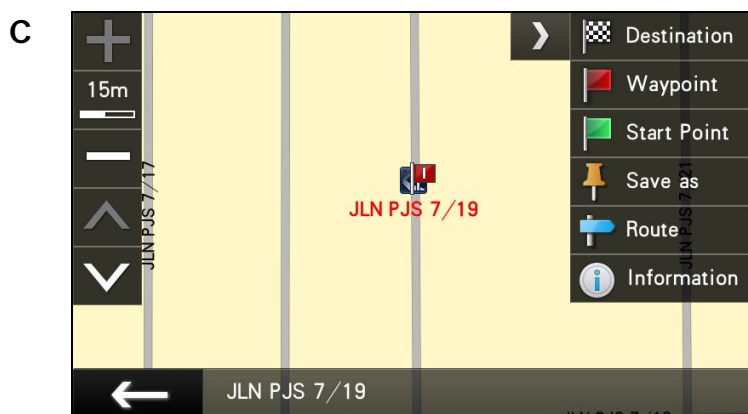 C
15m
Destination
Waypoint
Start Point
Save as
Route
Information
JLN PJS 7/17
JLN PJS 7/19
JLN PJS 7/21
JLN PJS 7/19